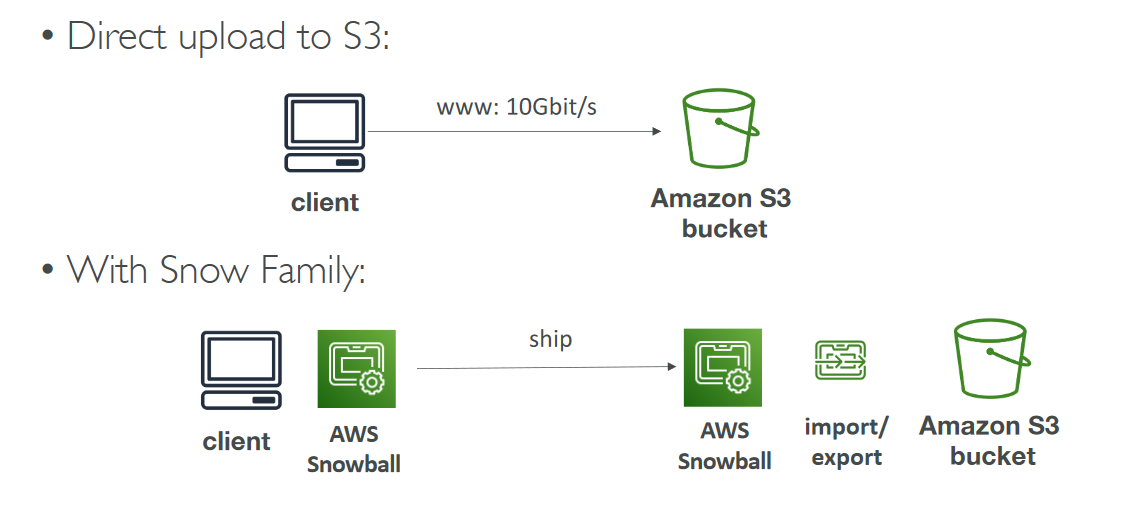 • Direct upload to S3:
www: 10Gbit/s
client
Amazon S3
bucket
• With Snow Family:
ship
client
AWS
Snowball
AWS
Snowball
import/
export
Amazon S3
bucket